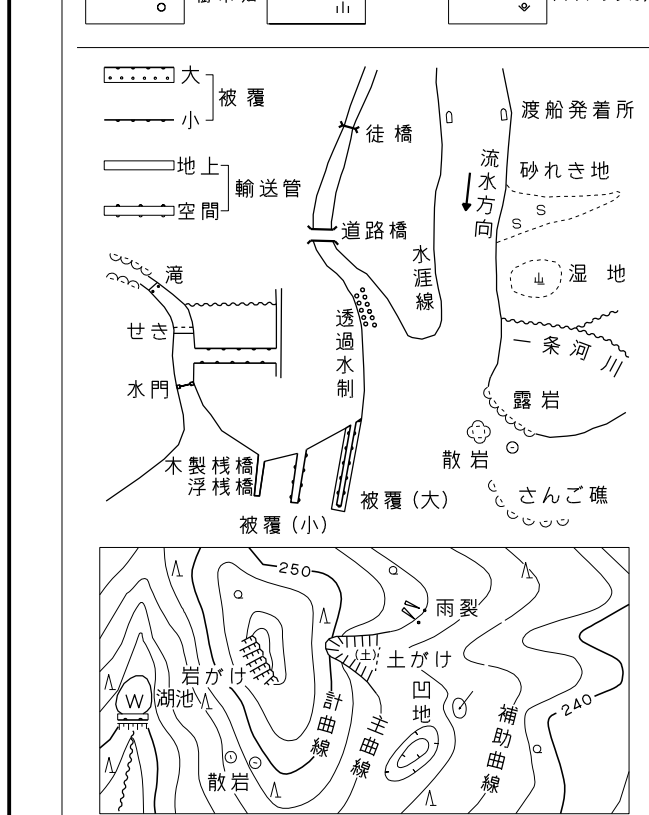 大
小
被覆
地上
空間
輸送管
徒橋
道路橋
水涯線
流水方向
渡船発着所
砂れき地
S S
湿地
一条河川
露岩
散岩
さんご礁
滝
せき
水門
透過水制
木製桟橋
浮桟橋
被覆(大)
被覆(小)
250
雨裂
(土)
土がけ
岩がけ
W
湖池
凹地
計曲線
主曲線
補助曲線
240
散岩